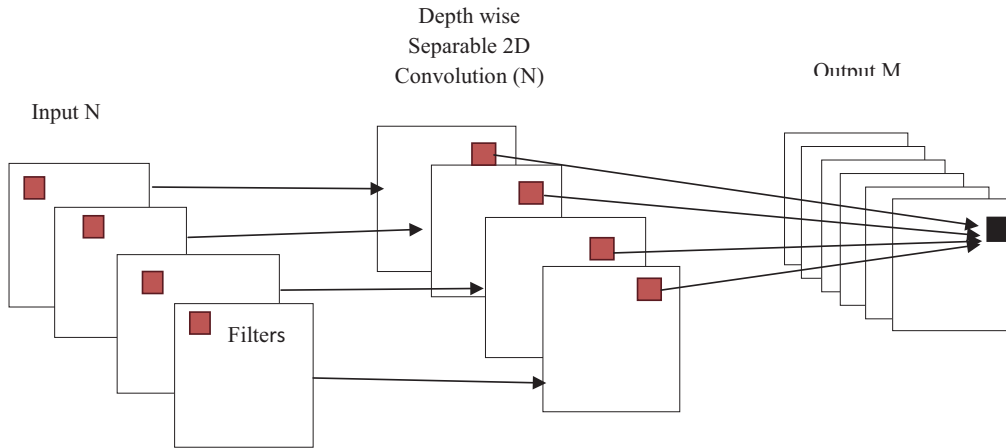 Depth wise
Separable 2D
Convolution (N)
Output M
Input N
Filters